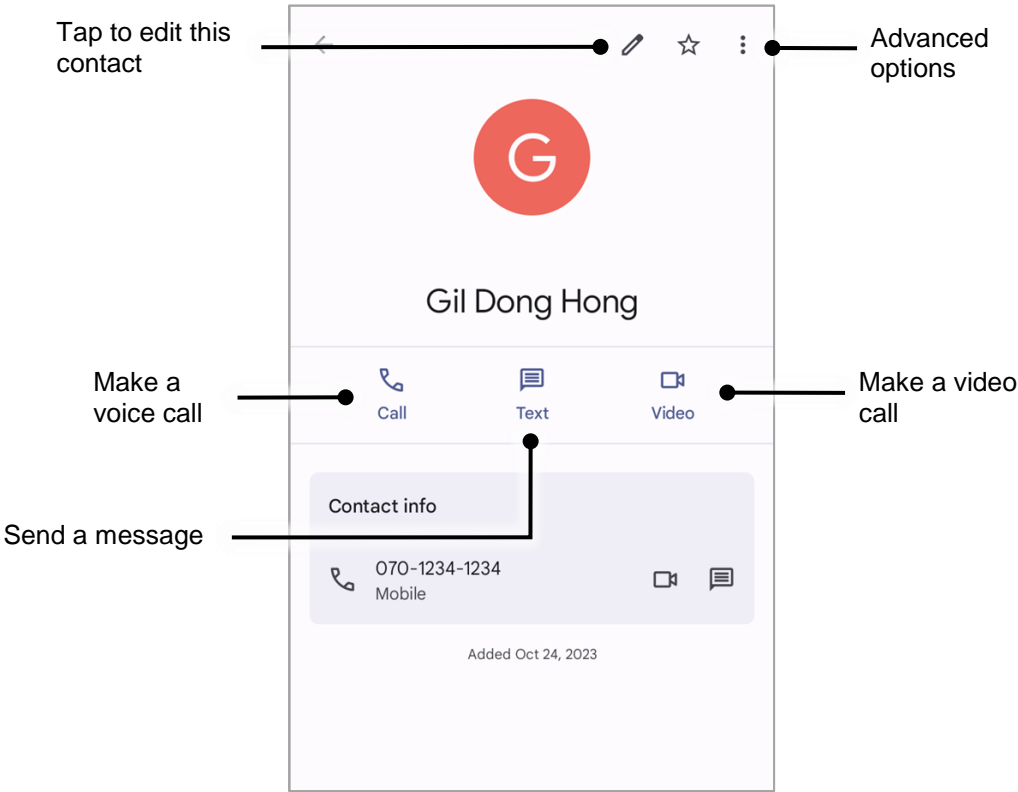 Tap to edit this
contact
Advanced
options
G
Gil Dong Hong
Make a
voice call
Call
Text
Video
Make a video
call
Contact info
Send a message
070-1234-1234
Mobile
Added Oct 24, 2023